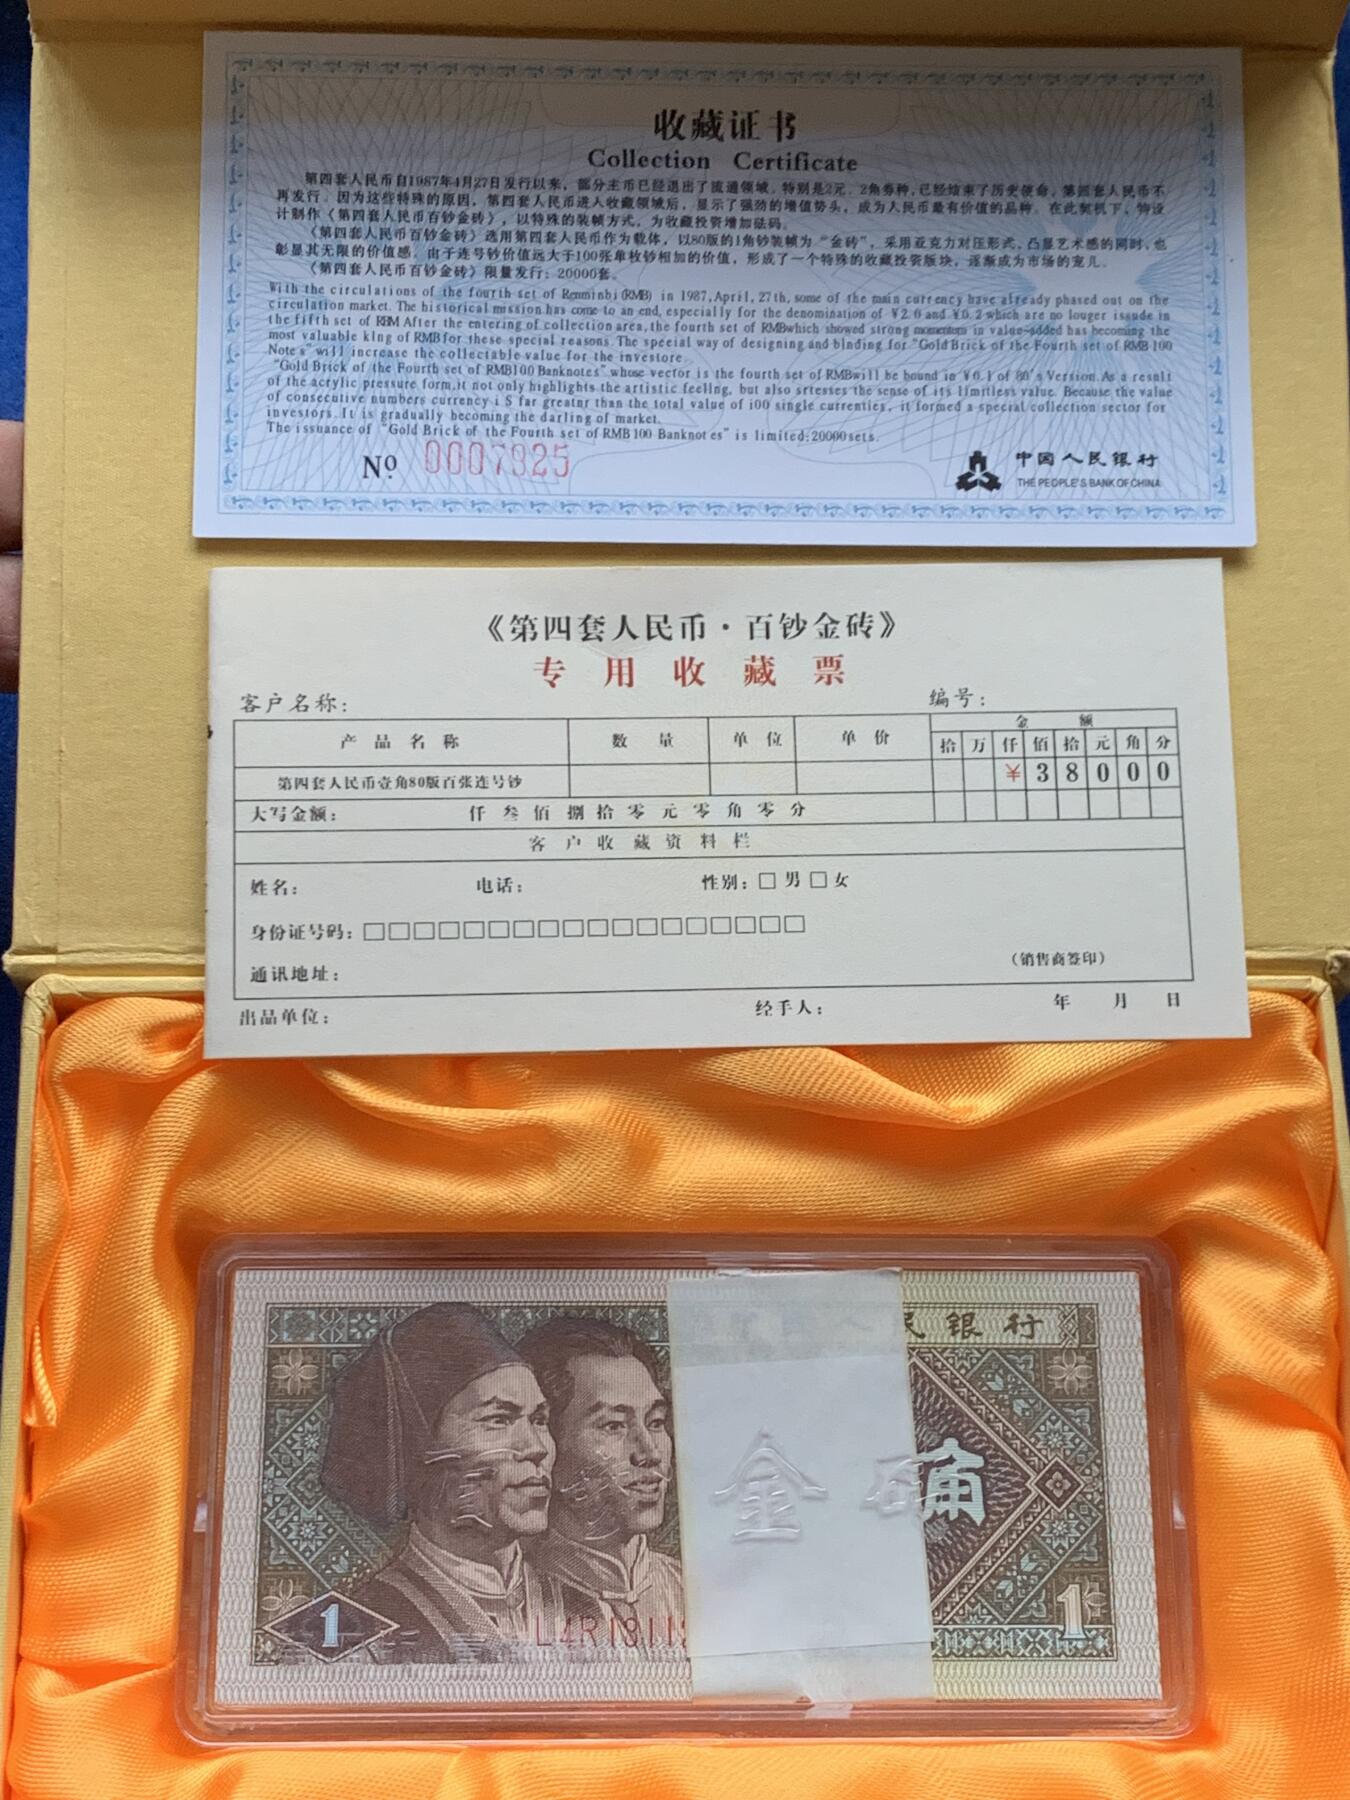 收藏证书
Collection Certificate
第四套人民币自1987年4月27日发行以来，部分主币已经退出了流通领域。特别是2元、2角券种，已经结束了历史使命，第四套人民币不
再发行。因为这些特殊的原因，第四套人民币进入收藏领域后，显示了强劲的增值势头，成为人民币最有价值的品种。在此契机下，特设
计制作《第四套人民币百钞金砖》，以特殊的装帧方式，为收藏投资增加砝码。
《第四套人民币百钞金砖》选用第四套人民币作为载体，以80版的1角钞装帧为“金砖”，采用亚克力对压形式，凸显艺术感的同时，也
彰显其无限的价值感。由于连号钞价值远大于100张单枚钞相加的价值，形成了一个特殊的收藏投资版块，逐渐成为市场的宠儿。
《第四套人民币百钞金砖》限量发行：20000套。
With the circulations of the fourth set of Renminbi (RMB) in 1987,April, 27th, some of the main currency have already phased out on the
circulation market. The historical mission has come to an end, especially for the denomination of ¥2.0 and ¥0.2 which are no louger issude in
the fifth set of RBM After the entering of collection area, the fourth set of RMBwhich showed strong momentem in value-added has becoming the
most valuable klng of RMB for these special reasons. The special way of designing and blnding for "Gold Brick of the Fourth set of RMB 100
Note s" will increase the collectable value for the investore.
"Gold Brick of the Fourth set of RMB100 Banknotes" whose vector is the fourth set of RMBwill be bound in ¥0.1 of 80's Version. As a result
of the acrylic pressure form, it not only highlights the artistic feellng, but also srtesses the sense of its llmitless value. Because the value
of consecutive numbers currency i S far greatnr than the total value of i00 single currenties, it formed a special collection sector for
investors. It is gradually becoming the darling of market.
The issuance of "Gold Brick of the Fourth set of RMB 100 Banknot es" is limited:20000sets.
No. 0007925
中国人民银行
THE PEOPLE'S BANK OF CHINA
《第四套人民币·百钞金砖》
专用收藏票
客户名称： 编号：
产品名称 数量 单位 单价 金额
拾 万 仟 佰 拾 元 角 分
第四套人民币壹角80版百张连号钞 ¥ 3 8 0 0 0
大写金额： 仟 叁 佰 捌 拾 零 元 零 角 零 分
客户收藏资料栏
姓名： 电话： 性别：□男□女
身份证号码：□□□□□□□□□□□□□□□□□□
通讯地址： （销售商签印）
出品单位： 经手人： 年 月 日
民银行
金
角
1
L4R1811
1